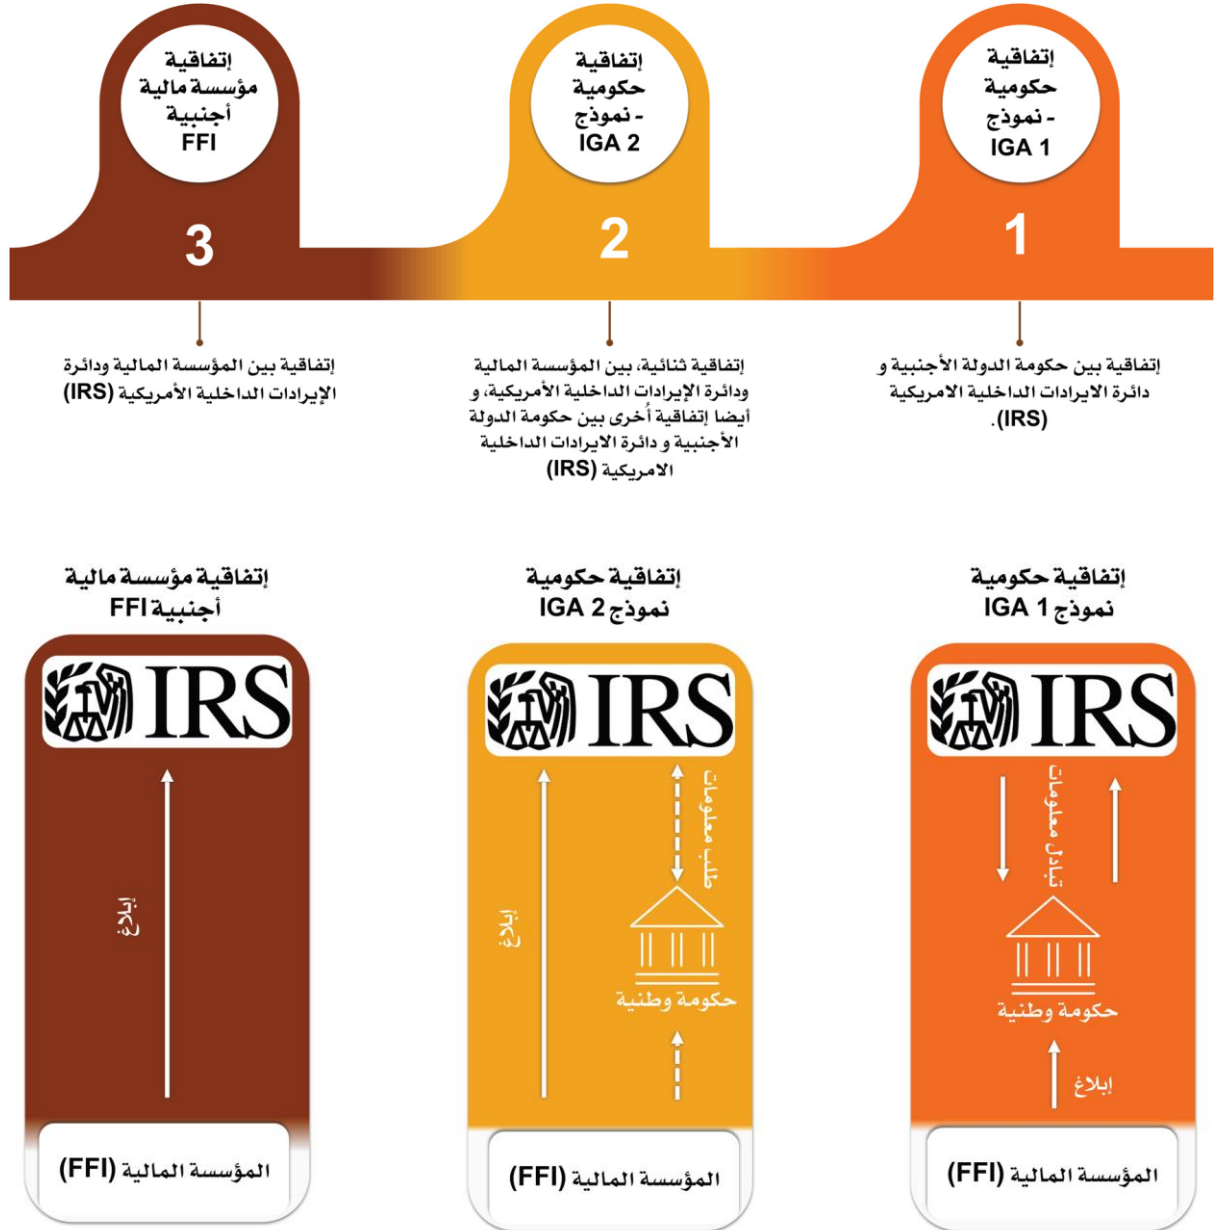 إتفاقية
حكومية
- نموذج
IGA 1
1
إتفاقية
حكومية
- نموذج
IGA 2
2
إتفاقية
مؤسسة مالية
أجنبية
FFI
3
إتفاقية بين حكومة الدولة الأجنبية و
دائرة الايرادات الداخلية الامريكية
(IRS).
إتفاقية ثنائية، بين المؤسسة المالية
ودائرة الإيرادات الداخلية الأمريكية، و
أيضا إتفاقية أخرى بين حكومة الدولة
الأجنبية و دائرة الايرادات الداخلية
الامريكية (IRS)
إتفاقية بين المؤسسة المالية ودائرة
الإيرادات الداخلية الأمريكية (IRS)
إتفاقية حكومية
نموذج IGA 1
IRS
تبادل معلومات
حكومة وطنية
إبلاغ
المؤسسة المالية (FFI)
إتفاقية حكومية
نموذج IGA 2
IRS
طلب معلومات
إبلاغ
حكومة وطنية
المؤسسة المالية (FFI)
إتفاقية مؤسسة مالية
أجنبية FFI
IRS
إبلاغ
المؤسسة المالية (FFI)